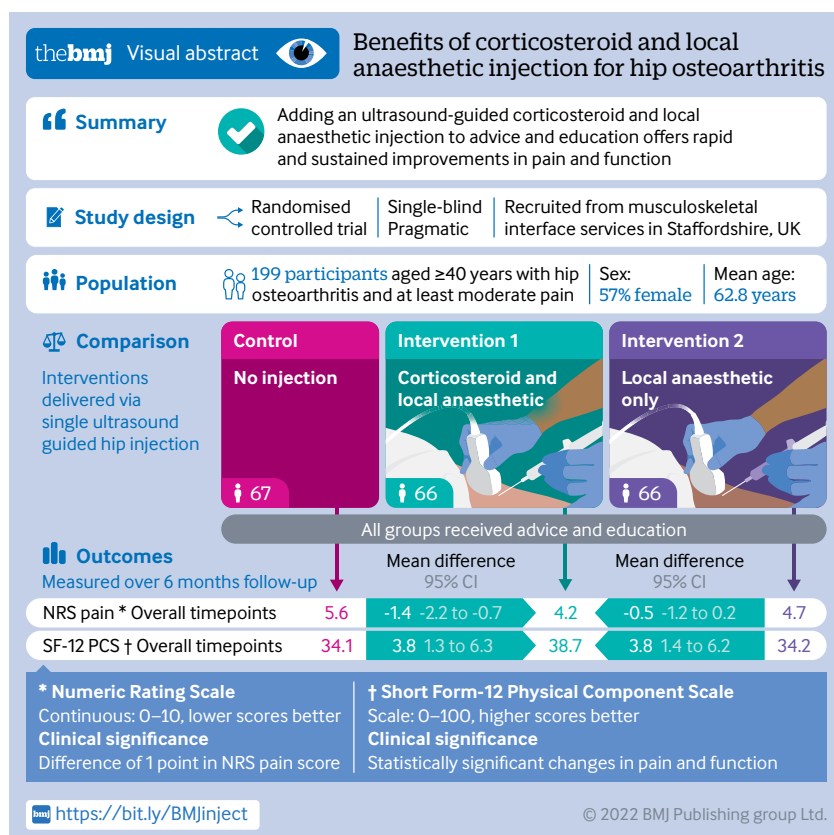 thebmj Visual abstract
Benefits of corticosteroid and local
anaesthetic injection for hip osteoarthritis
Summary
Adding an ultrasound-guided corticosteroid and local
anaesthetic injection to advice and education offers rapid
and sustained improvements in pain and function
Study design
Randomised
controlled trial
Single-blind
Pragmatic
Recruited from musculoskeletal
interface services in Staffordshire, UK
Population
199 participants aged ≥40 years with hip
osteoarthritis and at least moderate pain
Sex:
57% female
Mean age:
62.8 years
Comparison
Interventions
delivered via
single ultrasound
guided hip injection
Control
No injection
67
Intervention 1
Corticosteroid and
local anaesthetic
66
Intervention 2
Local anaesthetic
only
66
All groups received advice and education
Outcomes
Measured over 6 months follow-up
Mean difference
95% CI
Mean difference
95% CI
NRS pain * Overall timepoints 5.6 -1.4 -2.2 to -0.7 4.2 -0.5 -1.2 to 0.2 4.7
SF-12 PCS † Overall timepoints 34.1 3.8 1.3 to 6.3 38.7 3.8 1.4 to 6.2 34.2
* Numeric Rating Scale
Continuous: 0–10, lower scores better
Clinical significance
Difference of 1 point in NRS pain score
† Short Form-12 Physical Component Scale
Scale: 0–100, higher scores better
Clinical significance
Statistically significant changes in pain and function
bmj https://bit.ly/BMJinject
© 2022 BMJ Publishing group Ltd.